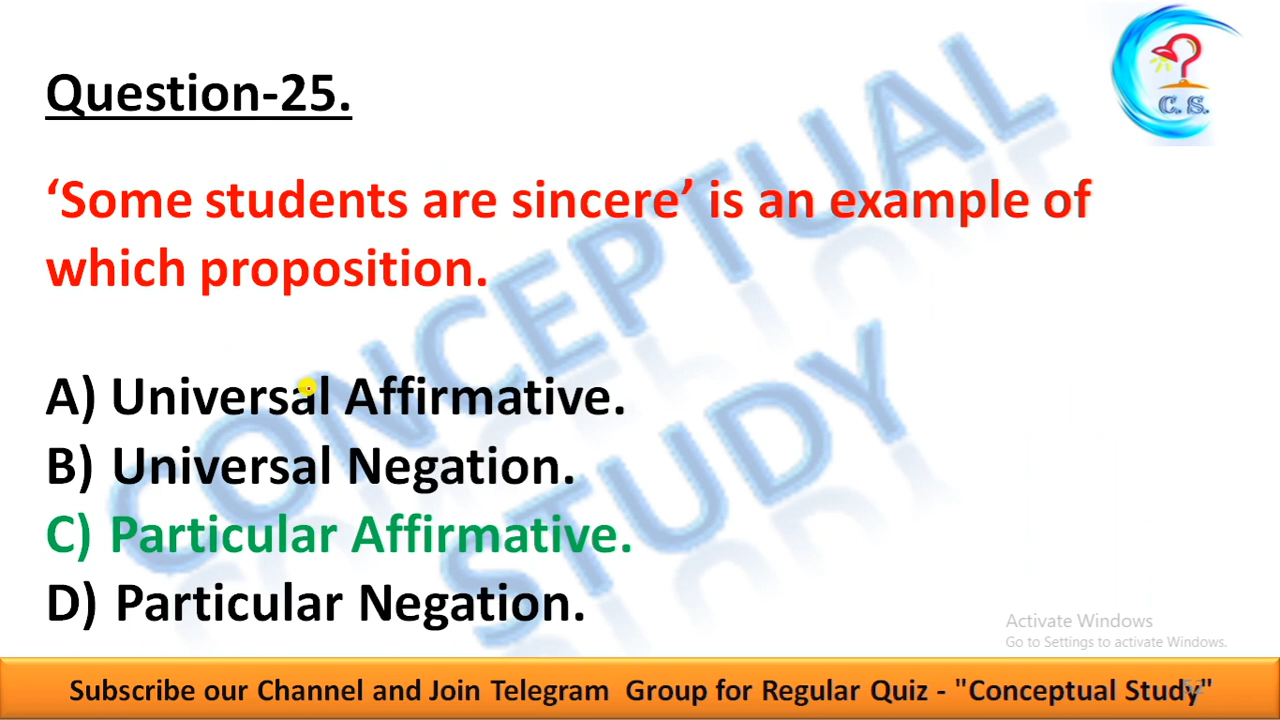 C. S.
Question-25.
‘Some students are sincere’ is an example of
which proposition.
A) Universal Affirmative.
B) Universal Negation.
C) Particular Affirmative.
D) Particular Negation.
CONCEPTUAL
STUDY
Activate Windows
Go to Settings to activate Windows.
Subscribe our Channel and Join Telegram Group for Regular Quiz - "Conceptual Study"